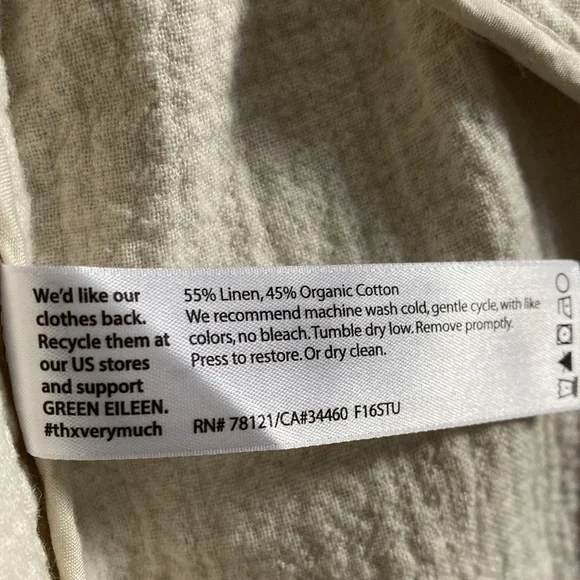 We'd like our
clothes back.
Recycle them at
our US stores
and support
GREEN EILEEN.
#thxverymuch
55% Linen, 45% Organic Cotton
We recommend machine wash cold, gentle cycle, with like
colors, no bleach. Tumble dry low. Remove promptly.
Press to restore. Or dry clean.
RN# 78121/CA#34460 F16STU